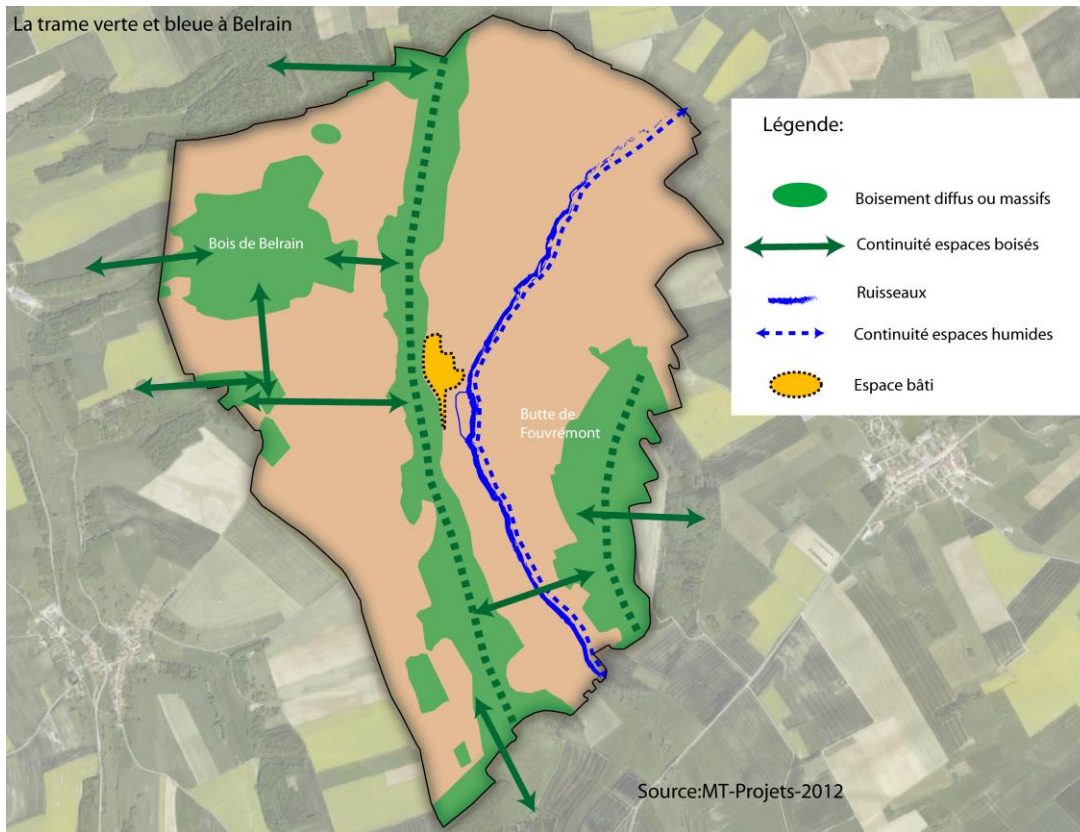 La trame verte et bleue à Belrain
Légende:
Boisement diffus ou massifs
Continuité espaces boisés
Ruisseaux
Continuité espaces humides
Espace bâti
Bois de Belrain
Butte de
Fouvrémont
Source:MT-Projets-2012